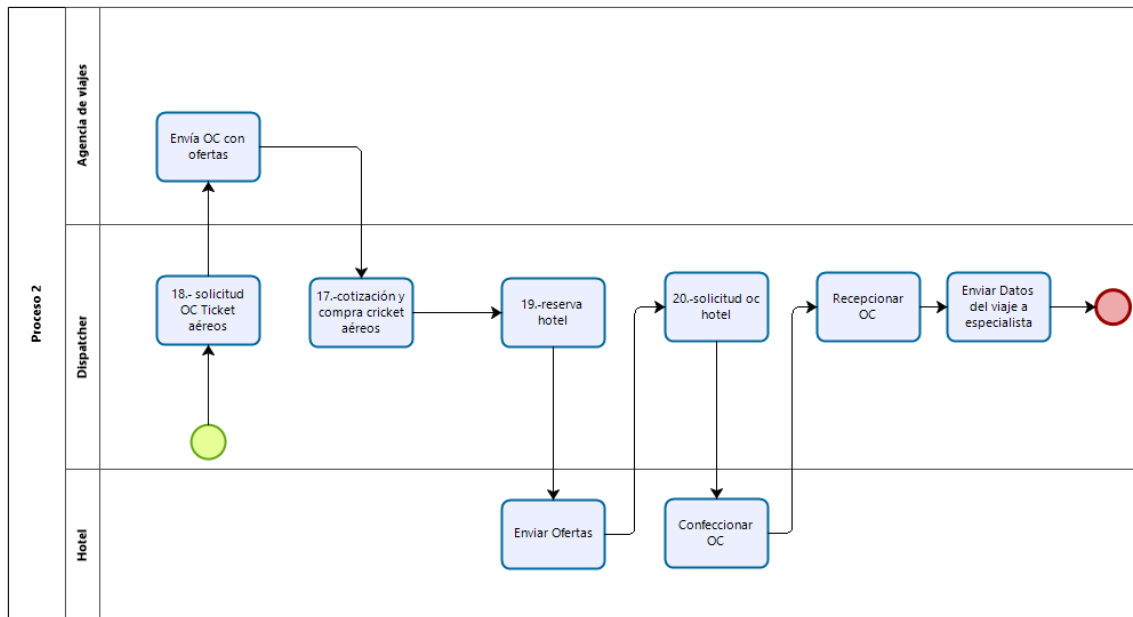 Proceso 2
Agencia de viajes
Envía OC con
ofertas
Dispatcher
18.- solicitud
OC Ticket
aéreos
17.-cotización y
compra cricket
aéreos
19.-reserva
hotel
20.-solicitud oc
hotel
Recepcionar
OC
Enviar Datos
del viaje a
especialista
Hotel
Enviar Ofertas
Confeccionar
OC